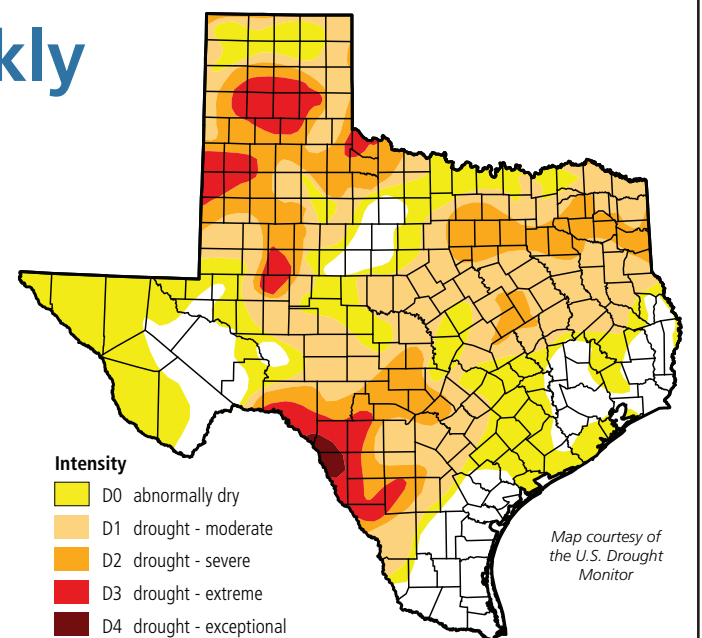 kly
Intensity
D0 abnormally dry
D1 drought - moderate
D2 drought - severe
D3 drought - extreme
D4 drought - exceptional
Map courtesy of
the U.S. Drought
Monitor